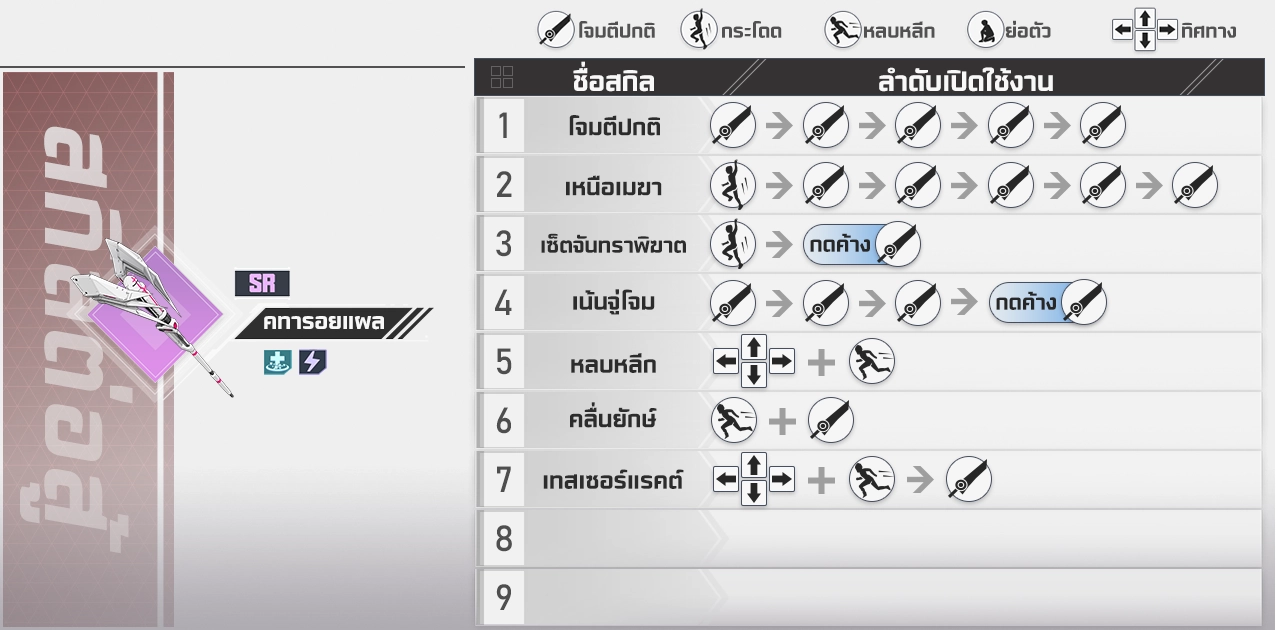 โจมตีปกติ กระโดด หลบหลีก ย่อตัว ทิศทาง
ชื่อสกิล ลำดับเปิดใช้งาน
1 โจมตีปกติ
2 เหนือเมฆา
3 เซ็ตจันทราพิฆาต กดค้าง
4 เน้นจู่โจม กดค้าง
5 หลบหลีก
6 คลื่นยักษ์
7 เทสเซอร์แรคต์
8
9
สกิลต่อสู้
SR
คทารอยแผล